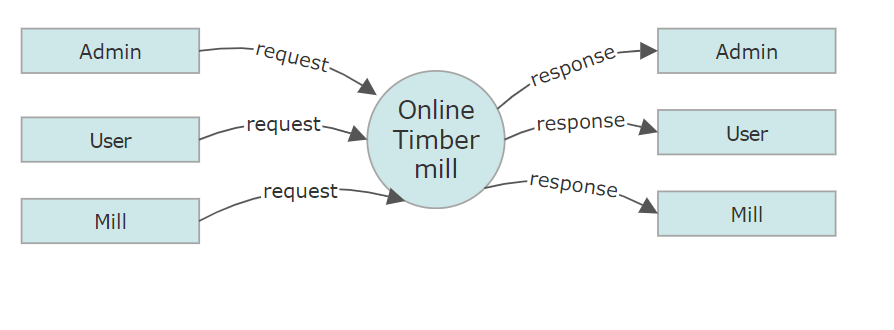 Admin
request
response
Admin
User
request
Online
Timber
mill
response
User
Mill
request
response
Mill